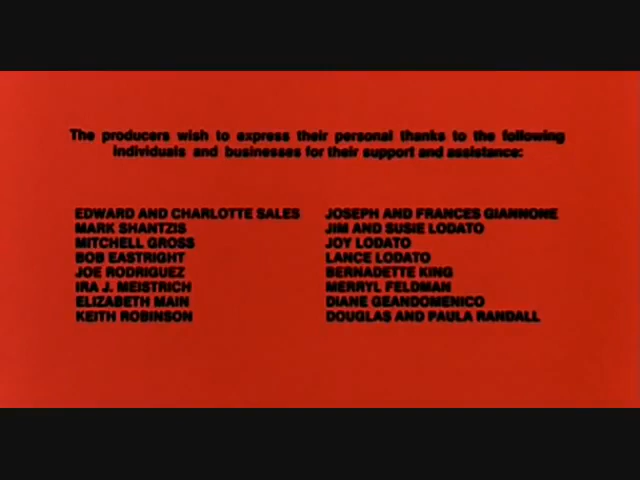 The producers wish to express their personal thanks to the following
individuals and businesses for their support and assistance:
EDWARD AND CHARLOTTE SALES
MARK SHANTZIS
MITCHELL GROSS
BOB EASTRIGHT
JOE RODRIGUEZ
IRA J. MEISTRICH
ELIZABETH MAIN
KEITH ROBINSON
JOSEPH AND FRANCES GIANNONE
JIM AND SUSIE LODATO
JOY LODATO
LANCE LODATO
BERNADETTE KING
MERRYL FELDMAN
DIANE GEANDOMENICO
DOUGLAS AND PAULA RANDALL